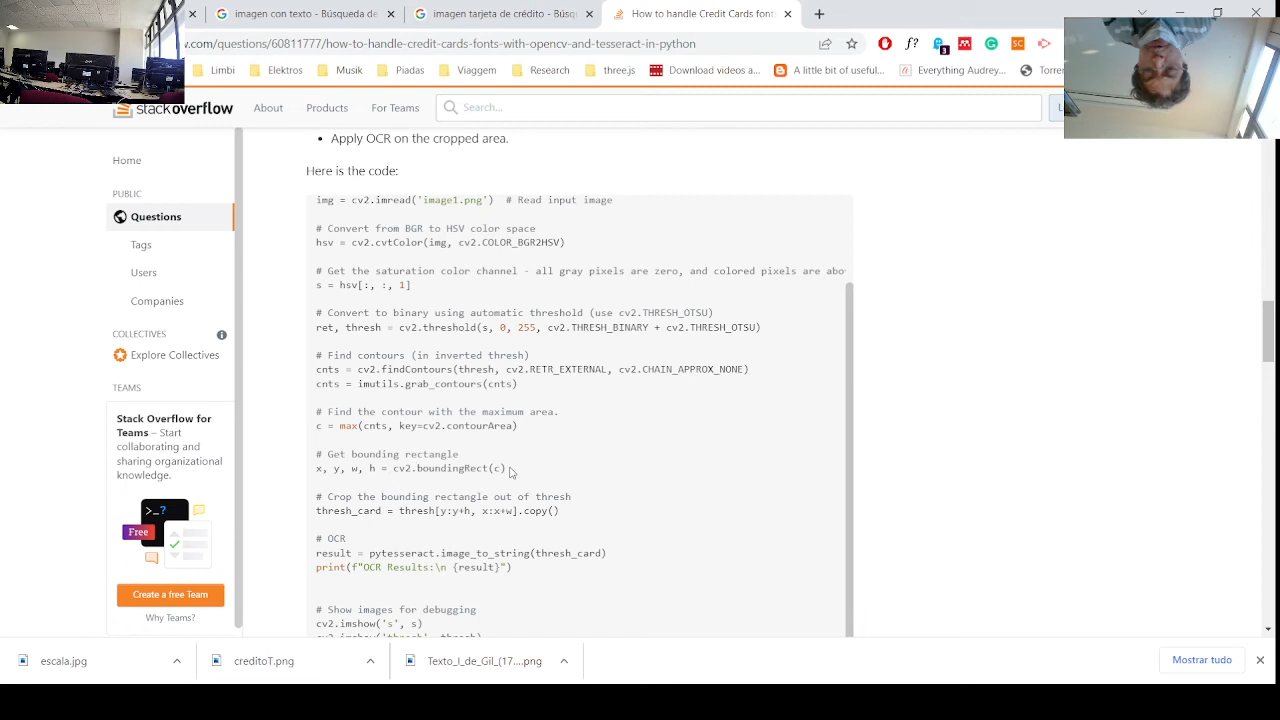 imagen con texto - Búsqueda de
imagen tarjeta de crédito - Búsqu
How to handle Credit Cards fonts
.com/questions/60811777/how-to-handle-credit-cards-fonts-with-opencv-and-tesseract-in-python
f?
3
SC
Limbi
Elektros
Musik
Piadas
Viaggem
Research
three.js
Download videos a...
A little bit of useful...
Everything Audrey...
Torren
stackoverflow
About
Products
For Teams
Search...
L
Home
PUBLIC
Questions
Tags
Users
Companies
COLLECTIVES
Explore Collectives
TEAMS
Stack Overflow for
Teams – Start
collaborating and
sharing organizational
knowledge.
>_?
Free
Create a free Team
Why Teams?
• Apply OCR on the cropped area.
Here is the code:
img = cv2.imread('image1.png')  # Read input image
# Convert from BGR to HSV color space
hsv = cv2.cvtColor(img, cv2.COLOR_BGR2HSV)
# Get the saturation color channel - all gray pixels are zero, and colored pixels are abov
s = hsv[:, :, 1]
# Convert to binary using automatic threshold (use cv2.THRESH_OTSU)
ret, thresh = cv2.threshold(s, 0, 255, cv2.THRESH_BINARY + cv2.THRESH_OTSU)
# Find contours (in inverted thresh)
cnts = cv2.findContours(thresh, cv2.RETR_EXTERNAL, cv2.CHAIN_APPROX_NONE)
cnts = imutils.grab_contours(cnts)
# Find the contour with the maximum area.
c = max(cnts, key=cv2.contourArea)
# Get bounding rectangle
x, y, w, h = cv2.boundingRect(c)
# Crop the bounding rectangle out of thresh
thresh_card = thresh[y:y+h, x:x+w].copy()
# OCR
result = pytesseract.image_to_string(thresh_card)
print(f"OCR Results:\n {result}")
# Show images for debugging
cv2.imshow('s', s)
cv2.imshow('thresh', thresh)
escala.jpg
creditoT.png
Texto_I_de_Gil_(17....png
Mostrar tudo